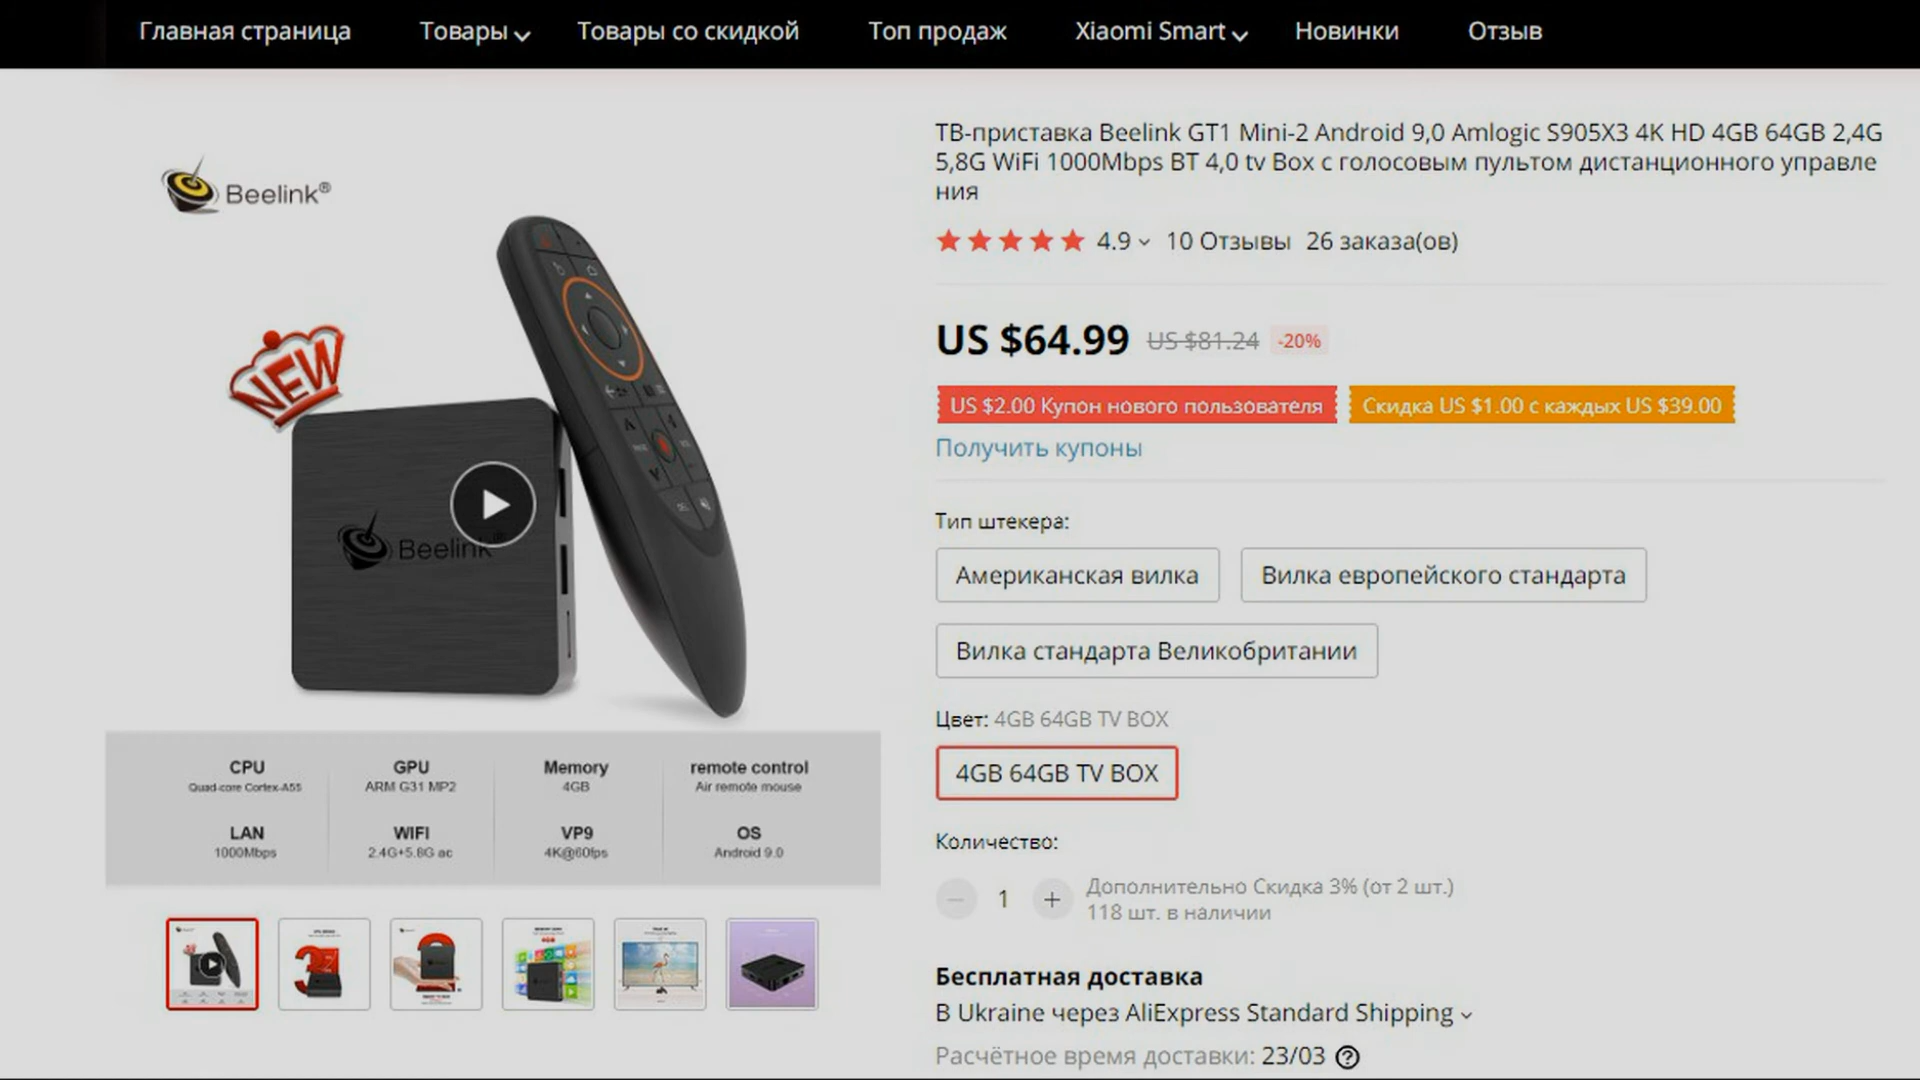 Главная страница Товары Товары со скидкой Топ продаж Xiaomi Smart Новинки Отзыв
ТВ-приставка Beelink GT1 Mini-2 Android 9,0 Amlogic S905X3 4K HD 4GB 64GB 2,4G
5,8G WiFi 1000Mbps BT 4,0 tv Box с голосовым пультом дистанционного управле
ния
4.9 10 Отзывы 26 заказа(ов)
US $64.99 US $81.24 -20%
US $2.00 Купон нового пользователя Скидка US $1.00 с каждых US $39.00
Получить купоны
Тип штекера:
Американская вилка Вилка европейского стандарта
Вилка стандарта Великобритании
Цвет: 4GB 64GB TV BOX
4GB 64GB TV BOX
Количество:
1
Дополнительно Скидка 3% (от 2 шт.)
118 шт. в наличии
Бесплатная доставка
В Ukraine через AliExpress Standard Shipping
Расчётное время доставки: 23/03
Beelink®
NEW
Beelink®
CPU GPU Memory remote control
Quad-core Cortex-A55 ARM G31 MP2 4GB Air remote mouse
LAN WIFI VP9 OS
1000Mbps 2.4G+5.8G ac 4K@60fps Android 9.0